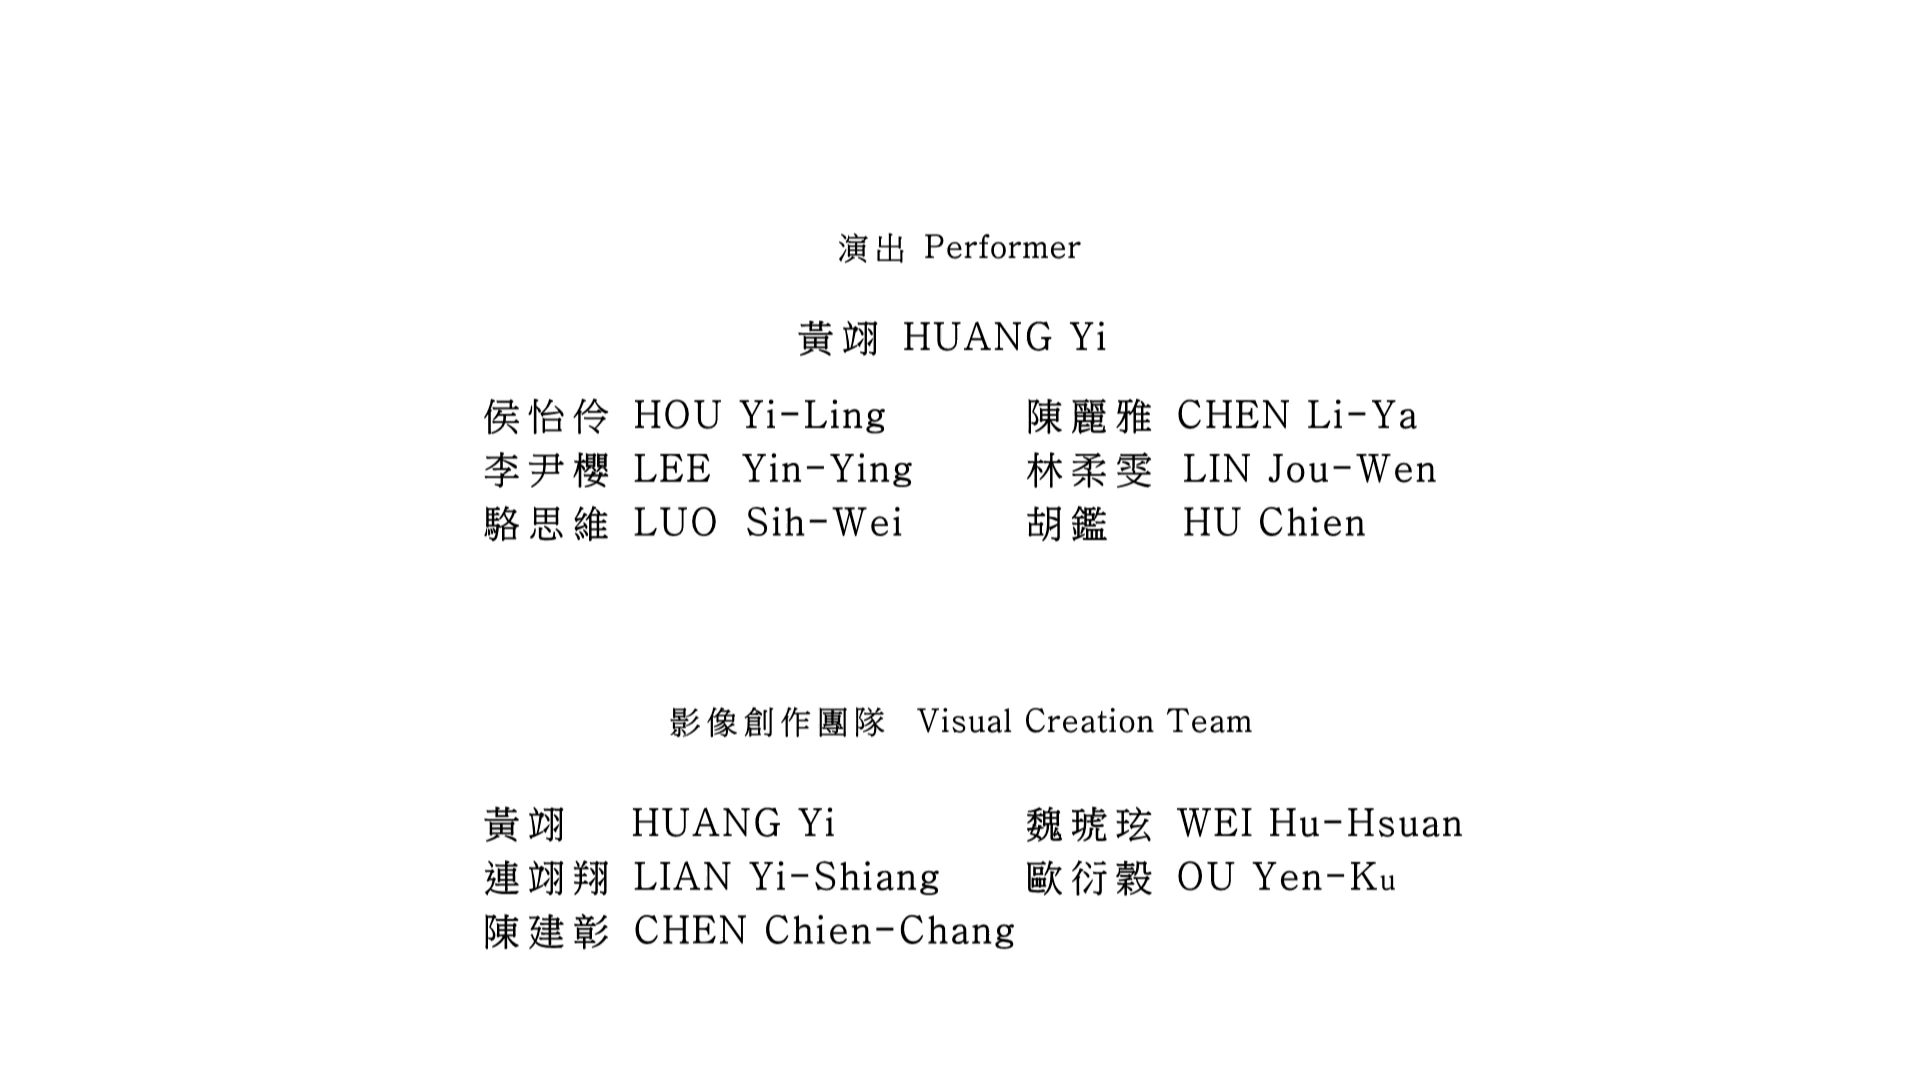 演出 Performer
黃翊 HUANG Yi
侯怡伶 HOU Yi-Ling 陳麗雅 CHEN Li-Ya
李尹櫻 LEE Yin-Ying 林柔雯 LIN Jou-Wen
駱思維 LUO Sih-Wei 胡鑑 HU Chien
影像創作團隊 Visual Creation Team
黃翊 HUANG Yi 魏琥玹 WEI Hu-Hsuan
連翊翔 LIAN Yi-Shiang 歐衍穀 OU Yen-Ku
陳建彰 CHEN Chien-Chang